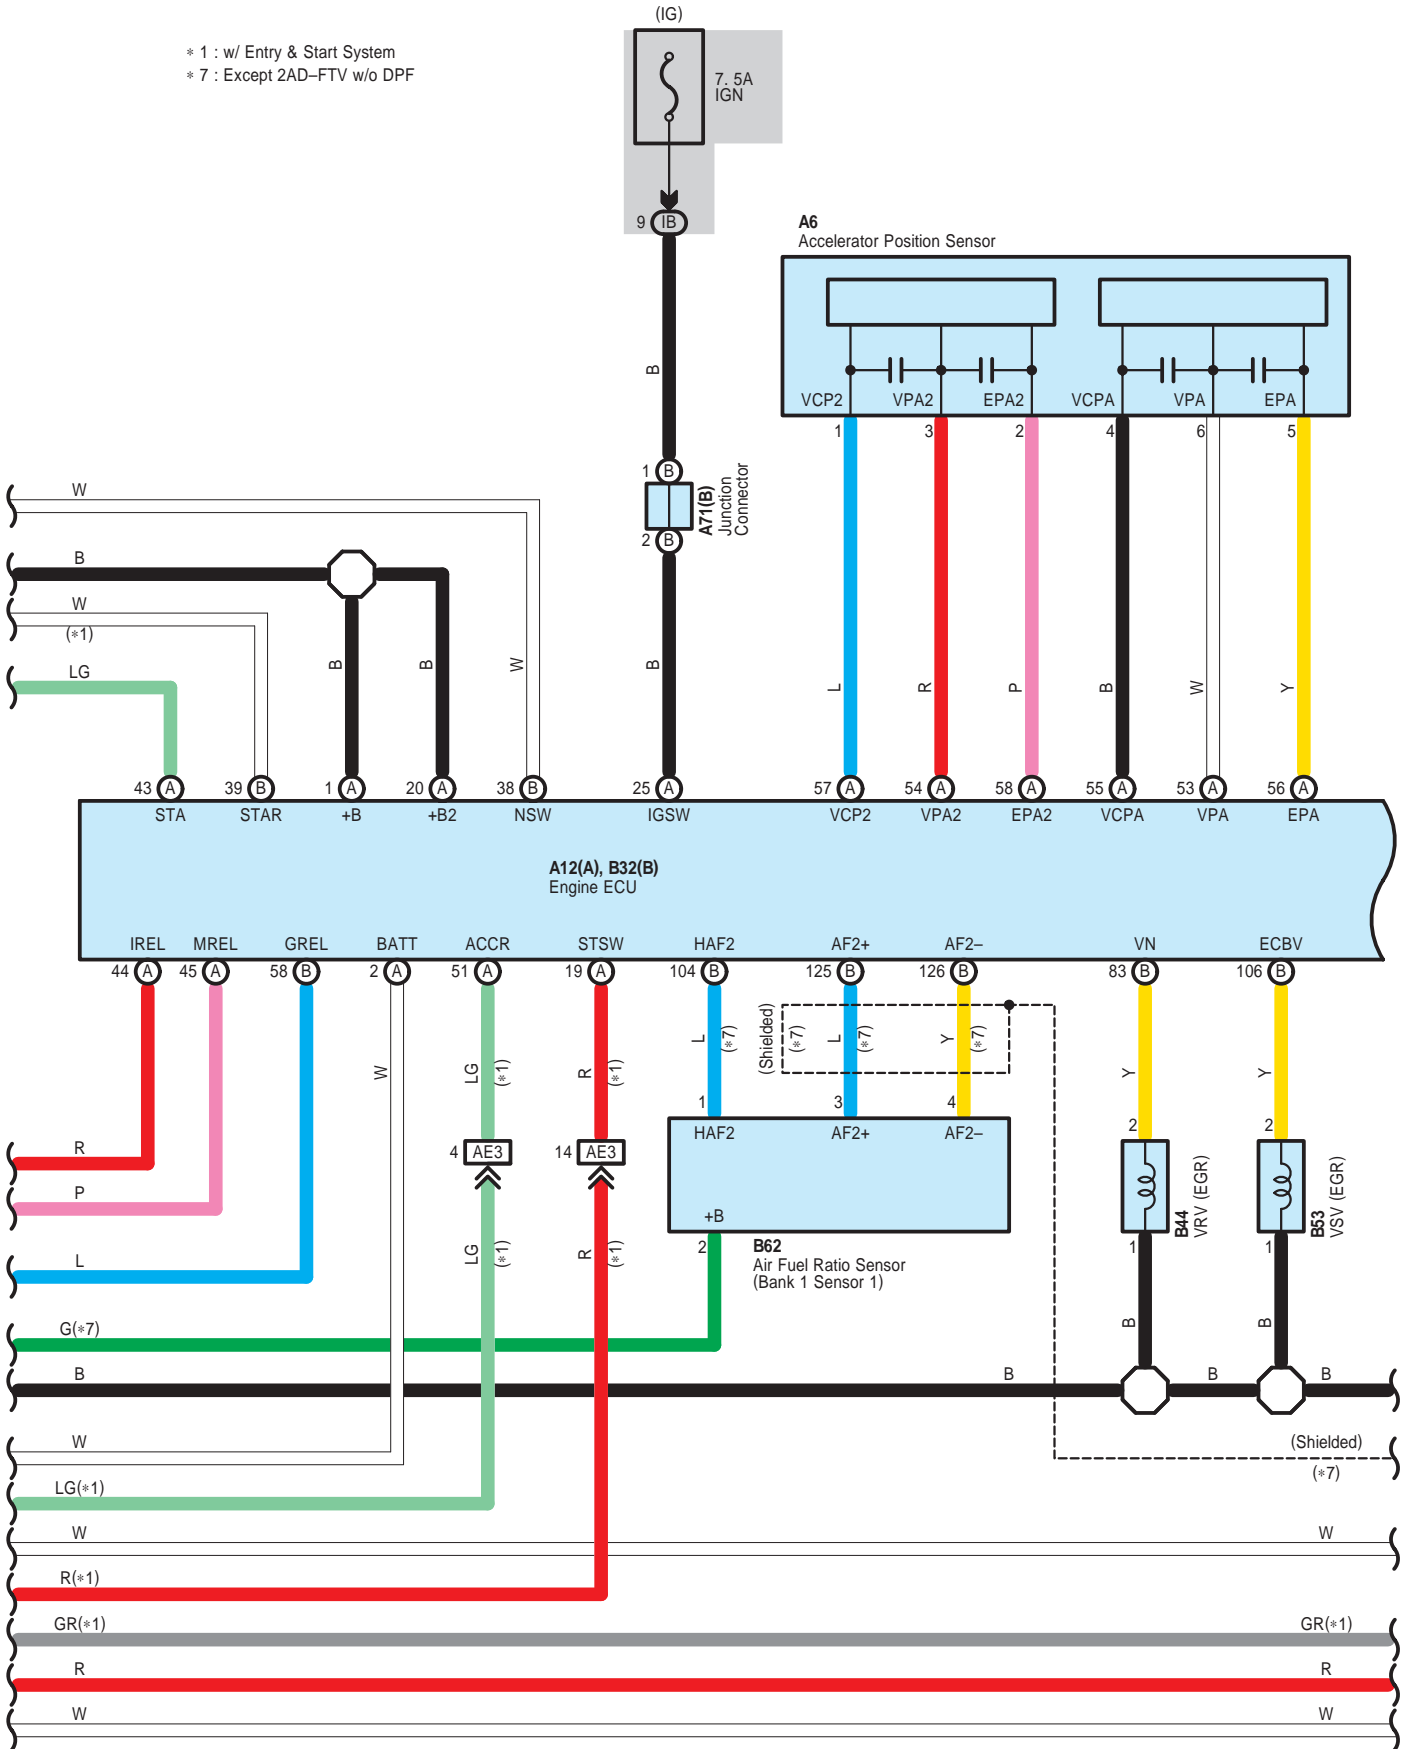 (IG)
* 1 : w/ Entry & Start System
* 7 : Except 2AD–FTV w/o DPF
7. 5A
IGN
9 IB
A6
Accelerator Position Sensor
B
VCP2 VPA2 EPA2 VCPA VPA EPA
1 3 2 4 6 5
1 B
A71(B)
Junction
Connector
2 B
W
B
W
(*1)
LG
B B W B L R P B W Y
43 A 39 B 1 A 20 A 38 B 25 A 57 A 54 A 58 A 55 A 53 A 56 A
STA STAR +B +B2 NSW IGSW VCP2 VPA2 EPA2 VCPA VPA EPA
A12(A), B32(B)
Engine ECU
IREL MREL GREL BATT ACCR STSW HAF2 AF2+ AF2– VN ECBV
44 A 45 A 58 B 2 A 51 A 19 A 104 B 125 B 126 B 83 B 106 B
W LG (*1) R (*1) L (*7) (Shielded) (*7) L (*7) Y (*7) Y Y
1 3 4 2 2
HAF2 AF2+ AF2–
R
4 AE3 14 AE3
P
+B
2
B62
Air Fuel Ratio Sensor
(Bank 1 Sensor 1)
B44
VRV (EGR)
B53
VSV (EGR)
1 1
LG (*1) R (*1)
L
B B
G(*7)
B B B B
W
(Shielded)
(*7)
LG(*1)
W W
R(*1)
GR(*1) GR(*1)
R R
W W